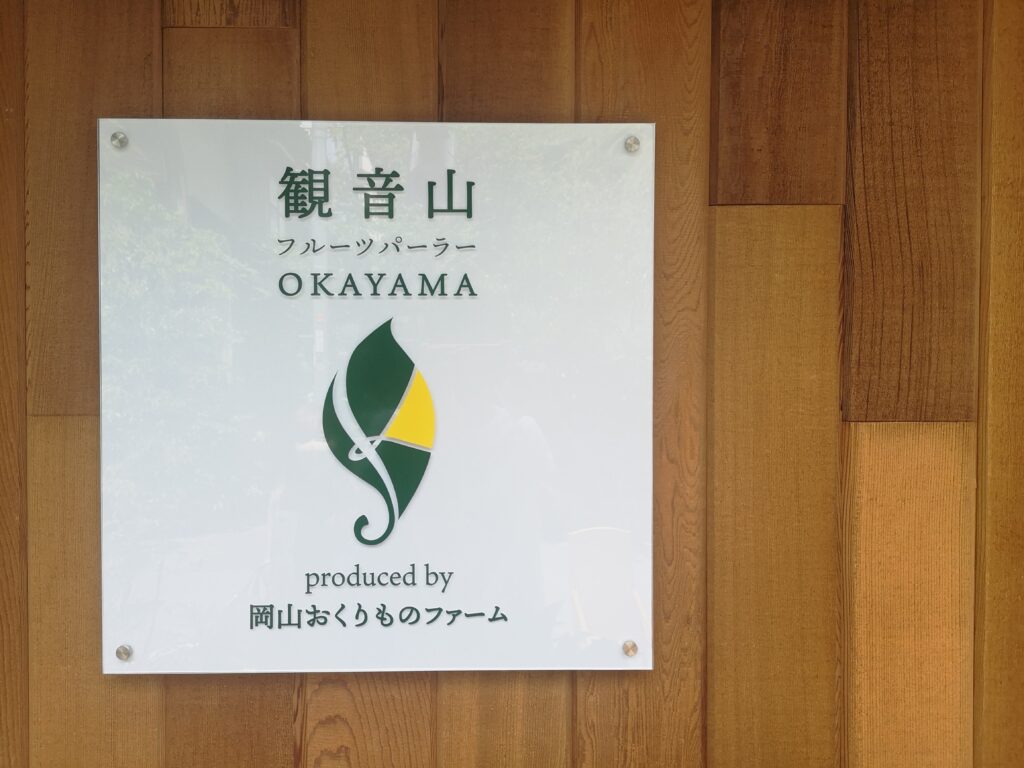 観音山
フルーツパーラー
OKAYAMA
produced by
岡山おくりものファーム